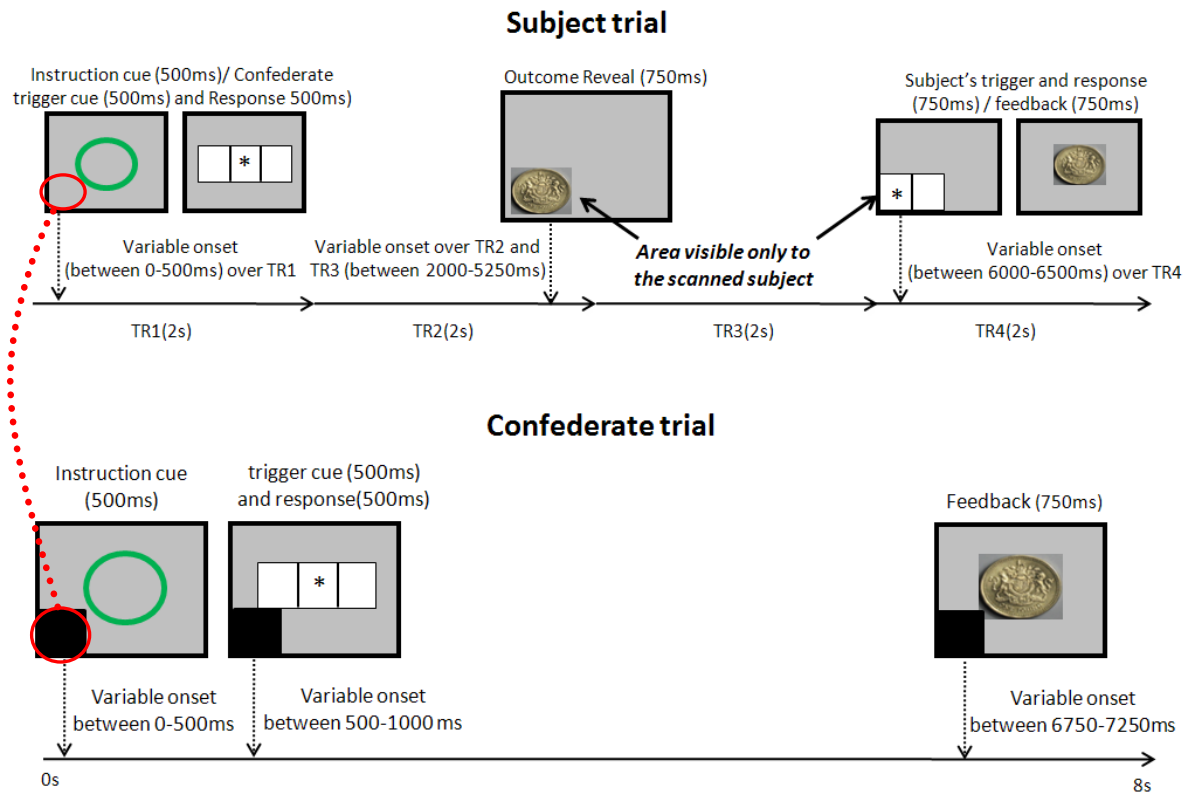 Subject trial
Instruction cue (500ms)/ Confederate
trigger cue (500ms) and Response 500ms)
*
Outcome Reveal (750ms)
Subject's trigger and response
(750ms) / feedback (750ms)
*
Variable onset
(between 0-500ms) over TR1
Variable onset over TR2 and
TR3 (between 2000-5250ms)
Area visible only to
the scanned subject
Variable onset
(between 6000-6500ms) over TR4
TR1(2s)
TR2(2s)
TR3(2s)
TR4(2s)
Confederate trial
Instruction cue
(500ms)
trigger cue (500ms)
and response(500ms)
*
Feedback (750ms)
Variable onset
between 0-500ms
Variable onset
between 500-1000 ms
Variable onset
between 6750-7250ms
0s
8s